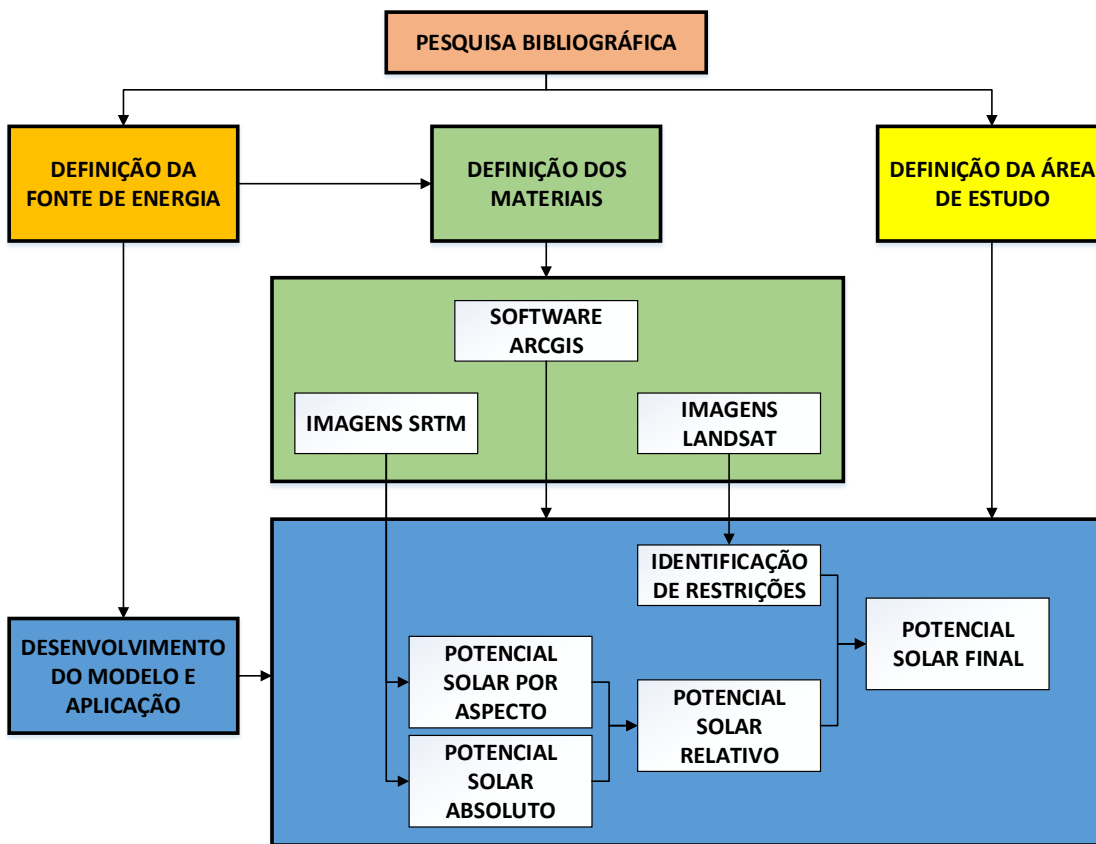 PESQUISA BIBLIOGRÁFICA
DEFINIÇÃO DA
FONTE DE ENERGIA
DEFINIÇÃO DOS
MATERIAIS
DEFINIÇÃO DA ÁREA
DE ESTUDO
SOFTWARE
ARCGIS
IMAGENS SRTM
IMAGENS
LANDSAT
IDENTIFICAÇÃO
DE RESTRIÇÕES
DESENVOLVIMENTO
DO MODELO E
APLICAÇÃO
POTENCIAL
SOLAR POR
ASPECTO
POTENCIAL
SOLAR
ABSOLUTO
POTENCIAL
SOLAR
RELATIVO
POTENCIAL
SOLAR FINAL